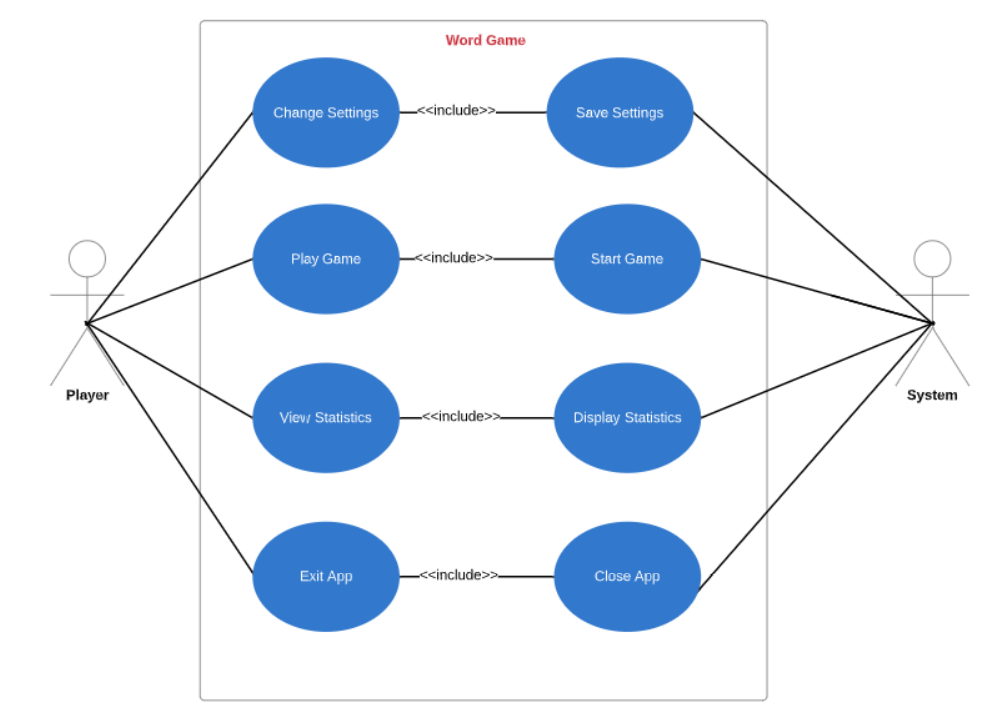 Word Game
Change Settings
<<include>>
Save Settings
Play Game
<<include>>
Start Game
Player
System
View Statistics
<<include>>
Display Statistics
Exit App
<<include>>
Close App